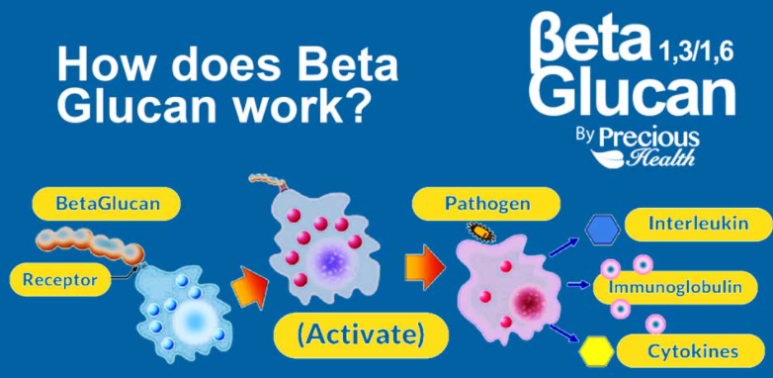 How does Beta
Glucan work?
βeta 1,3/1,6
Glucan
By Precious
Health
BetaGlucan
Receptor
(Activate)
Pathogen
Interleukin
Immunoglobulin
Cytokines